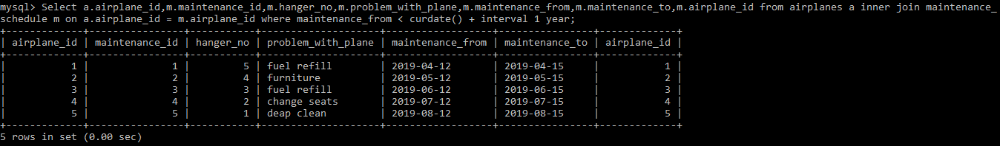 mysql> Select a.airplane_id,m.maintenance_id,m.hanger_no,m.problem_with_plane,m.maintenance_from,m.maintenance_to,m.airplane_id from airplanes a inner join maintenance_
schedule m on a.airplane_id = m.airplane_id where maintenance_from < curdate() + interval 1 year;
+-------------+----------------+-----------+--------------------+------------------+----------------+-------------+
| airplane_id | maintenance_id | hanger_no | problem_with_plane | maintenance_from | maintenance_to | airplane_id |
+-------------+----------------+-----------+--------------------+------------------+----------------+-------------+
|           1 |              1 |         5 | fuel refill        | 2019-04-12       | 2019-04-15     |           1 |
|           2 |              2 |         4 | furniture          | 2019-05-12       | 2019-05-15     |           2 |
|           3 |              3 |         3 | fuel refill        | 2019-06-12       | 2019-06-15     |           3 |
|           4 |              4 |         2 | change seats       | 2019-07-12       | 2019-07-15     |           4 |
|           5 |              5 |         1 | deap clean         | 2019-08-12       | 2019-08-15     |           5 |
+-------------+----------------+-----------+--------------------+------------------+----------------+-------------+
5 rows in set (0.00 sec)